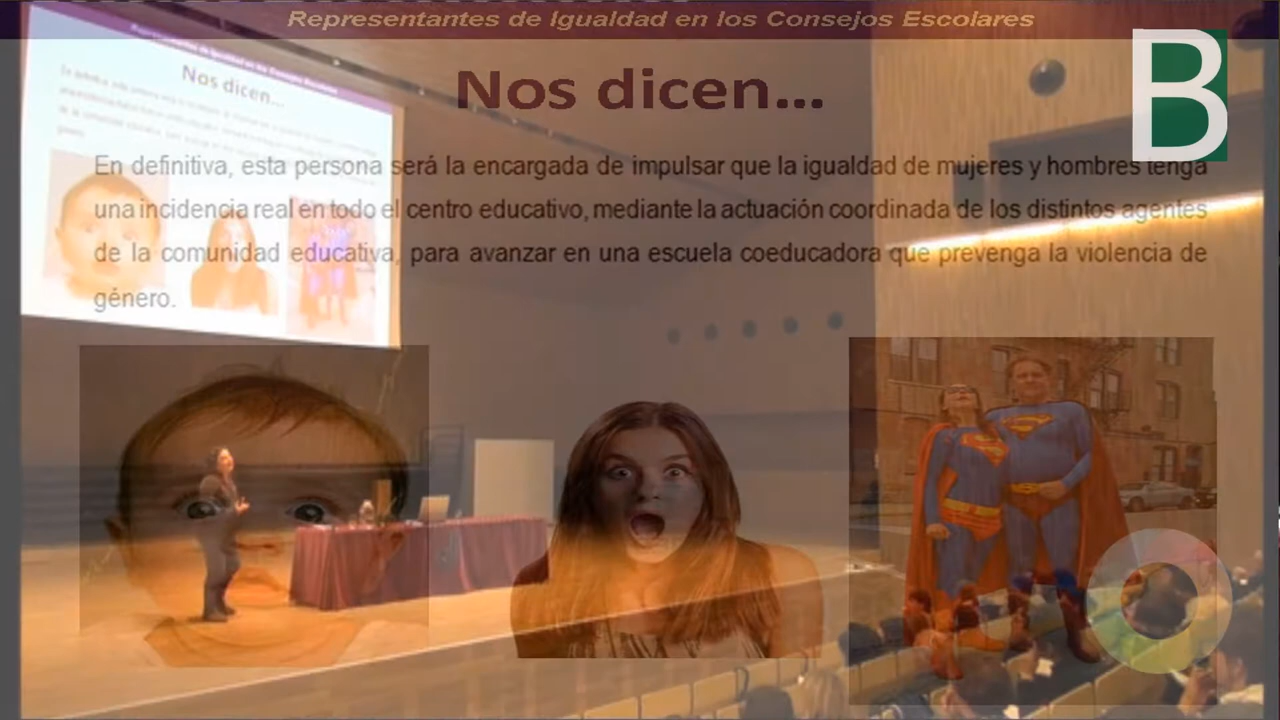 Representantes de Igualdad en los Consejos Escolares
B
Nos dicen...
Nos dicen...
En definitiva, esta persona será la encargada de impulsar que la igualdad de mujeres y hombres tenga
una incidencia real en todo el centro educativo, mediante la actuación coordinada de los distintos agentes
de la comunidad educativa, para avanzar en una escuela coeducadora que prevenga la violencia de
género.